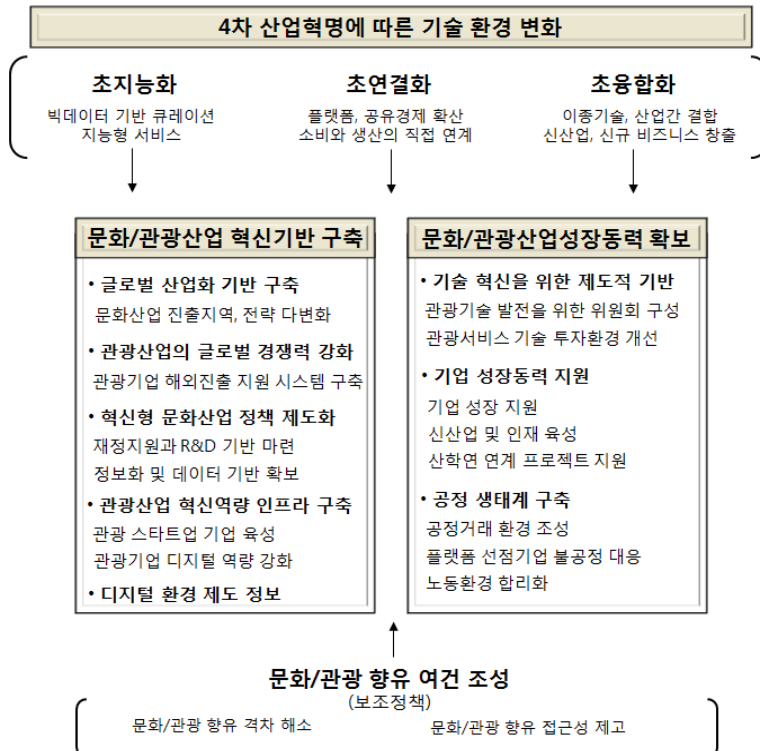 4차 산업혁명에 따른 기술 환경 변화
초지능화
빅데이터 기반 큐레이션
지능형 서비스
초연결화
플랫폼, 공유경제 확산
소비와 생산의 직접 연계
초융합화
이종기술, 산업간 결합
신산업, 신규 비즈니스 창출
문화/관광산업 혁신기반 구축
• 글로벌 산업화 기반 구축
문화산업 진출지역, 전략 다변화
• 관광산업의 글로벌 경쟁력 강화
관광기업 해외진출 지원 시스템 구축
• 혁신형 문화산업 정책 제도화
재정지원과 R&D 기반 마련
정보화 및 데이터 기반 확보
• 관광산업 혁신역량 인프라 구축
관광 스타트업 기업 육성
관광기업 디지털 역량 강화
• 디지털 환경 제도 정보
문화/관광산업성장동력 확보
• 기술 혁신을 위한 제도적 기반
관광기술 발전을 위한 위원회 구성
관광서비스 기술 투자환경 개선
• 기업 성장동력 지원
기업 성장 지원
신산업 및 인재 육성
산학연 연계 프로젝트 지원
• 공정 생태계 구축
공정거래 환경 조성
플랫폼 선점기업 불공정 대응
노동환경 합리화
문화/관광 향유 여건 조성
(보조정책)
문화/관광 향유 격차 해소
문화/관광 향유 접근성 제고